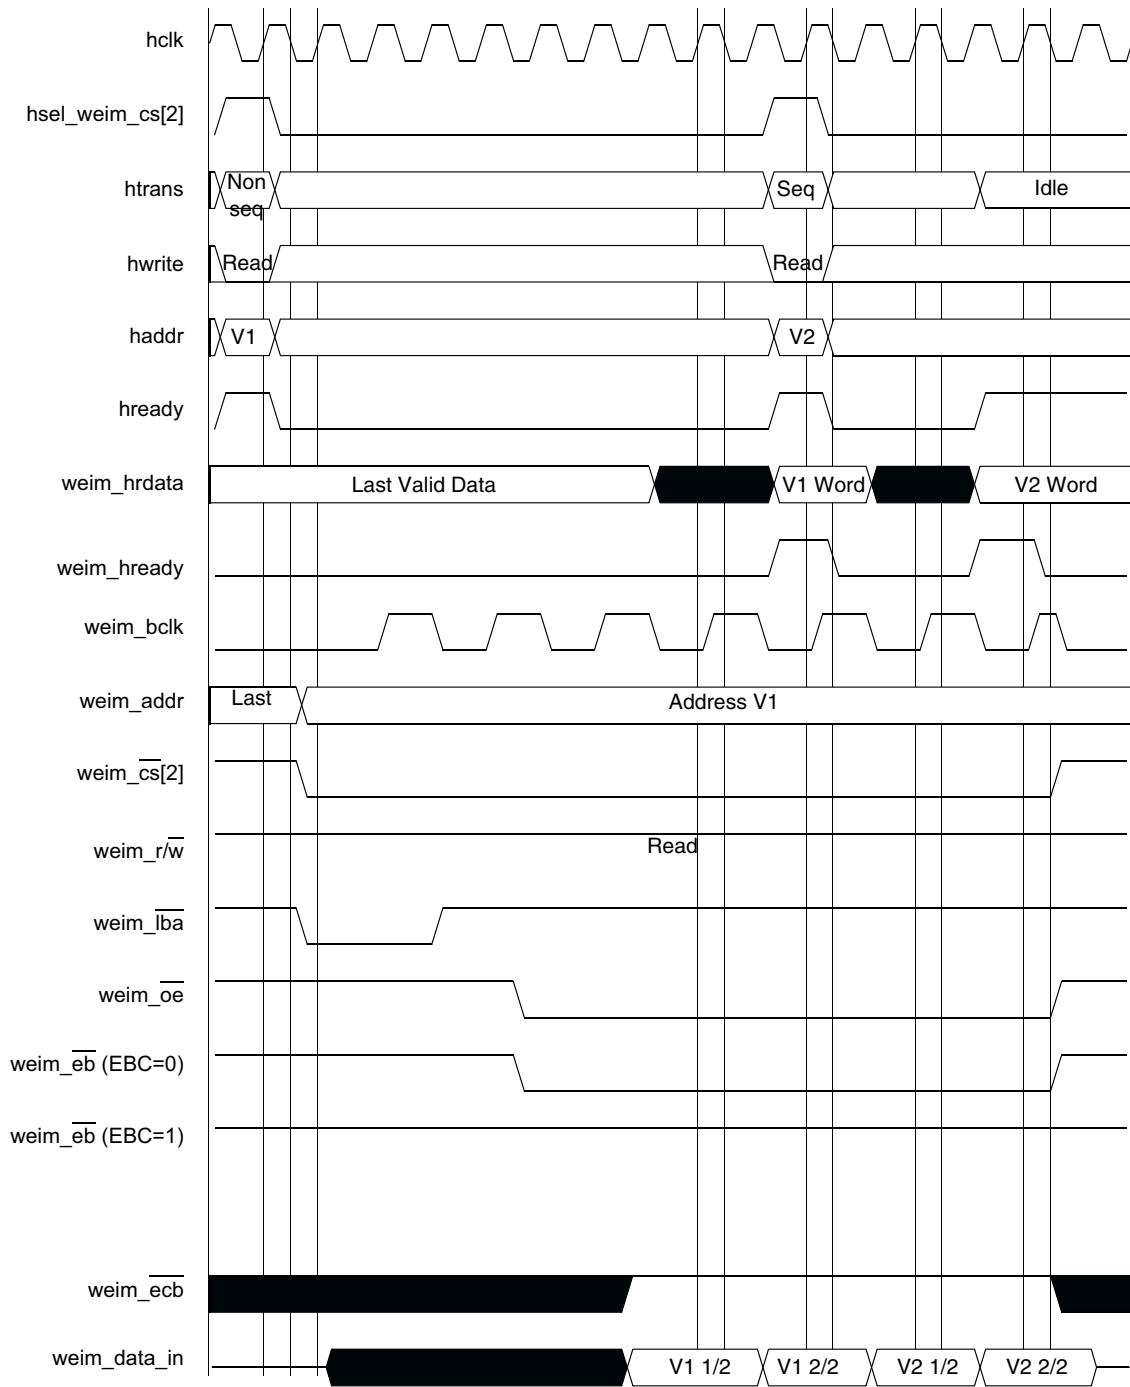 hclk
hsel_weim_cs[2]
htrans
Non
seq
Seq
Idle
hwrite
Read
Read
haddr
V1
V2
hready
weim_hrdata
Last Valid Data
V1 Word
V2 Word
weim_hready
weim_bclk
weim_addr
Last
Address V1
weim_cs[2]
weim_r/w
Read
weim_lba
weim_oe
weim_eb (EBC=0)
weim_eb (EBC=1)
weim_ecb
weim_data_in
V1 1/2
V1 2/2
V2 1/2
V2 2/2